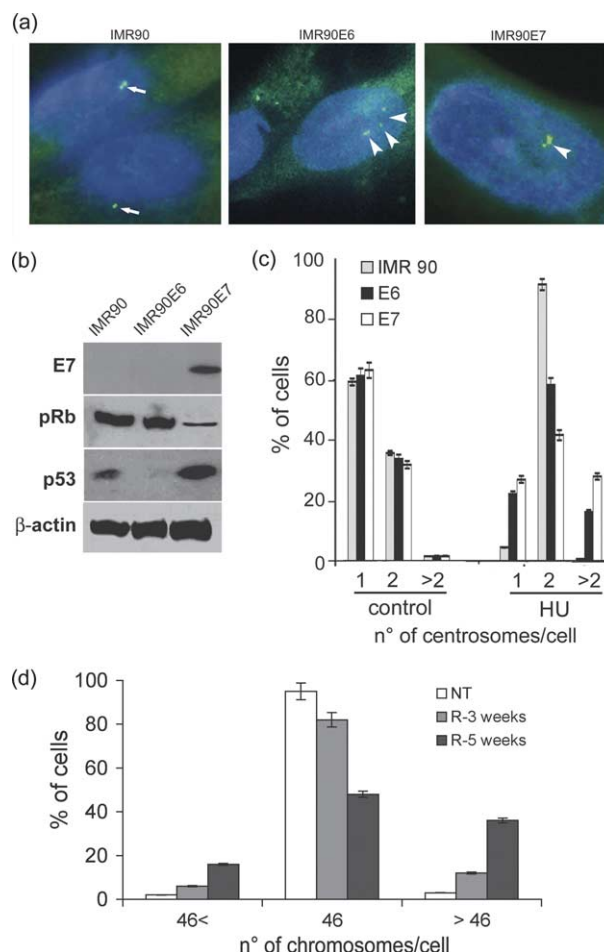 (a)
IMR90 IMR90E6 IMR90E7
(b)
IMR90 IMR90E6 IMR90E7
E7
pRb
p53
β-actin
(c)
% of cells
100
80
60
40
20
0
IMR 90
E6
E7
1 2 >2 1 2 >2
control HU
n° of centrosomes/cell
(d)
% of cells
100
80
60
40
20
0
NT
R-3 weeks
R-5 weeks
46< 46 > 46
n° of chromosomes/cell